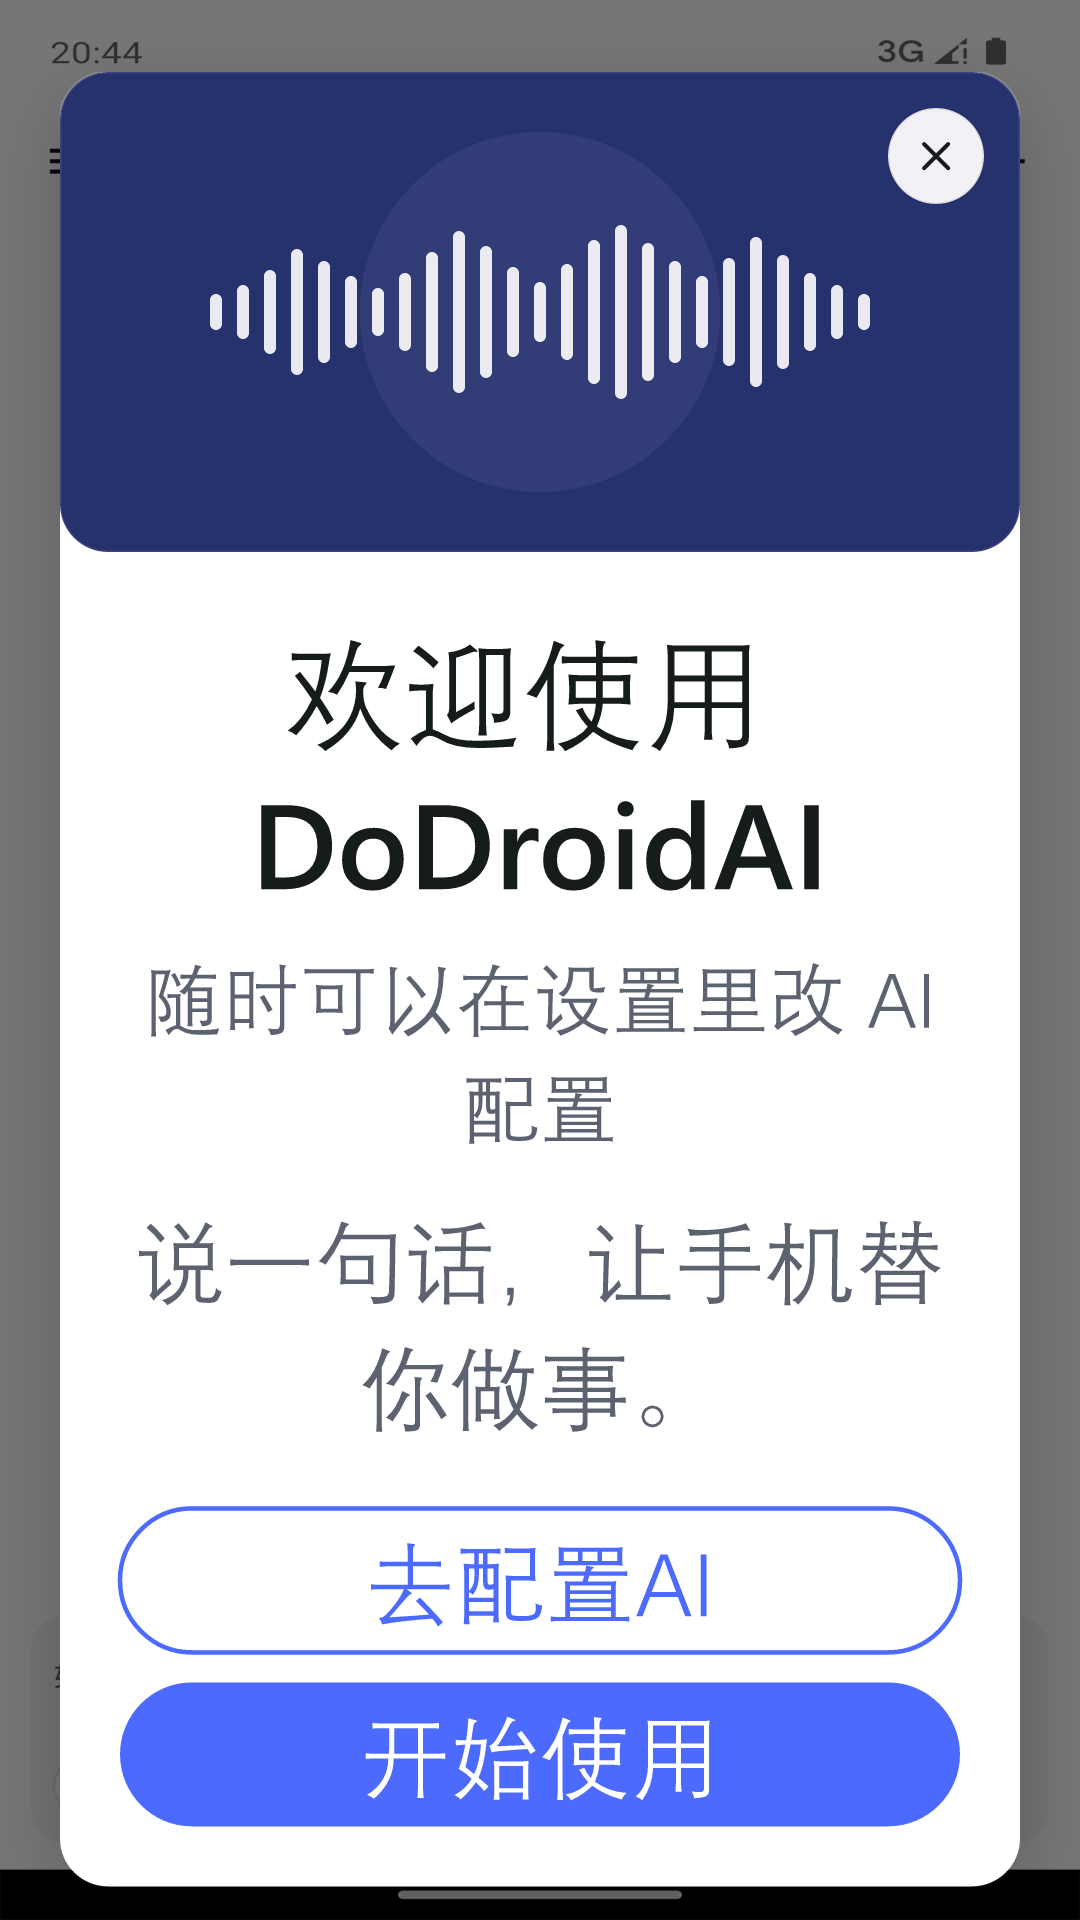 20:44
3G
欢迎使用
DoDroidAI
随时可以在设置里改 AI
配置
说一句话，让手机替
你做事。
去配置AI
开始使用